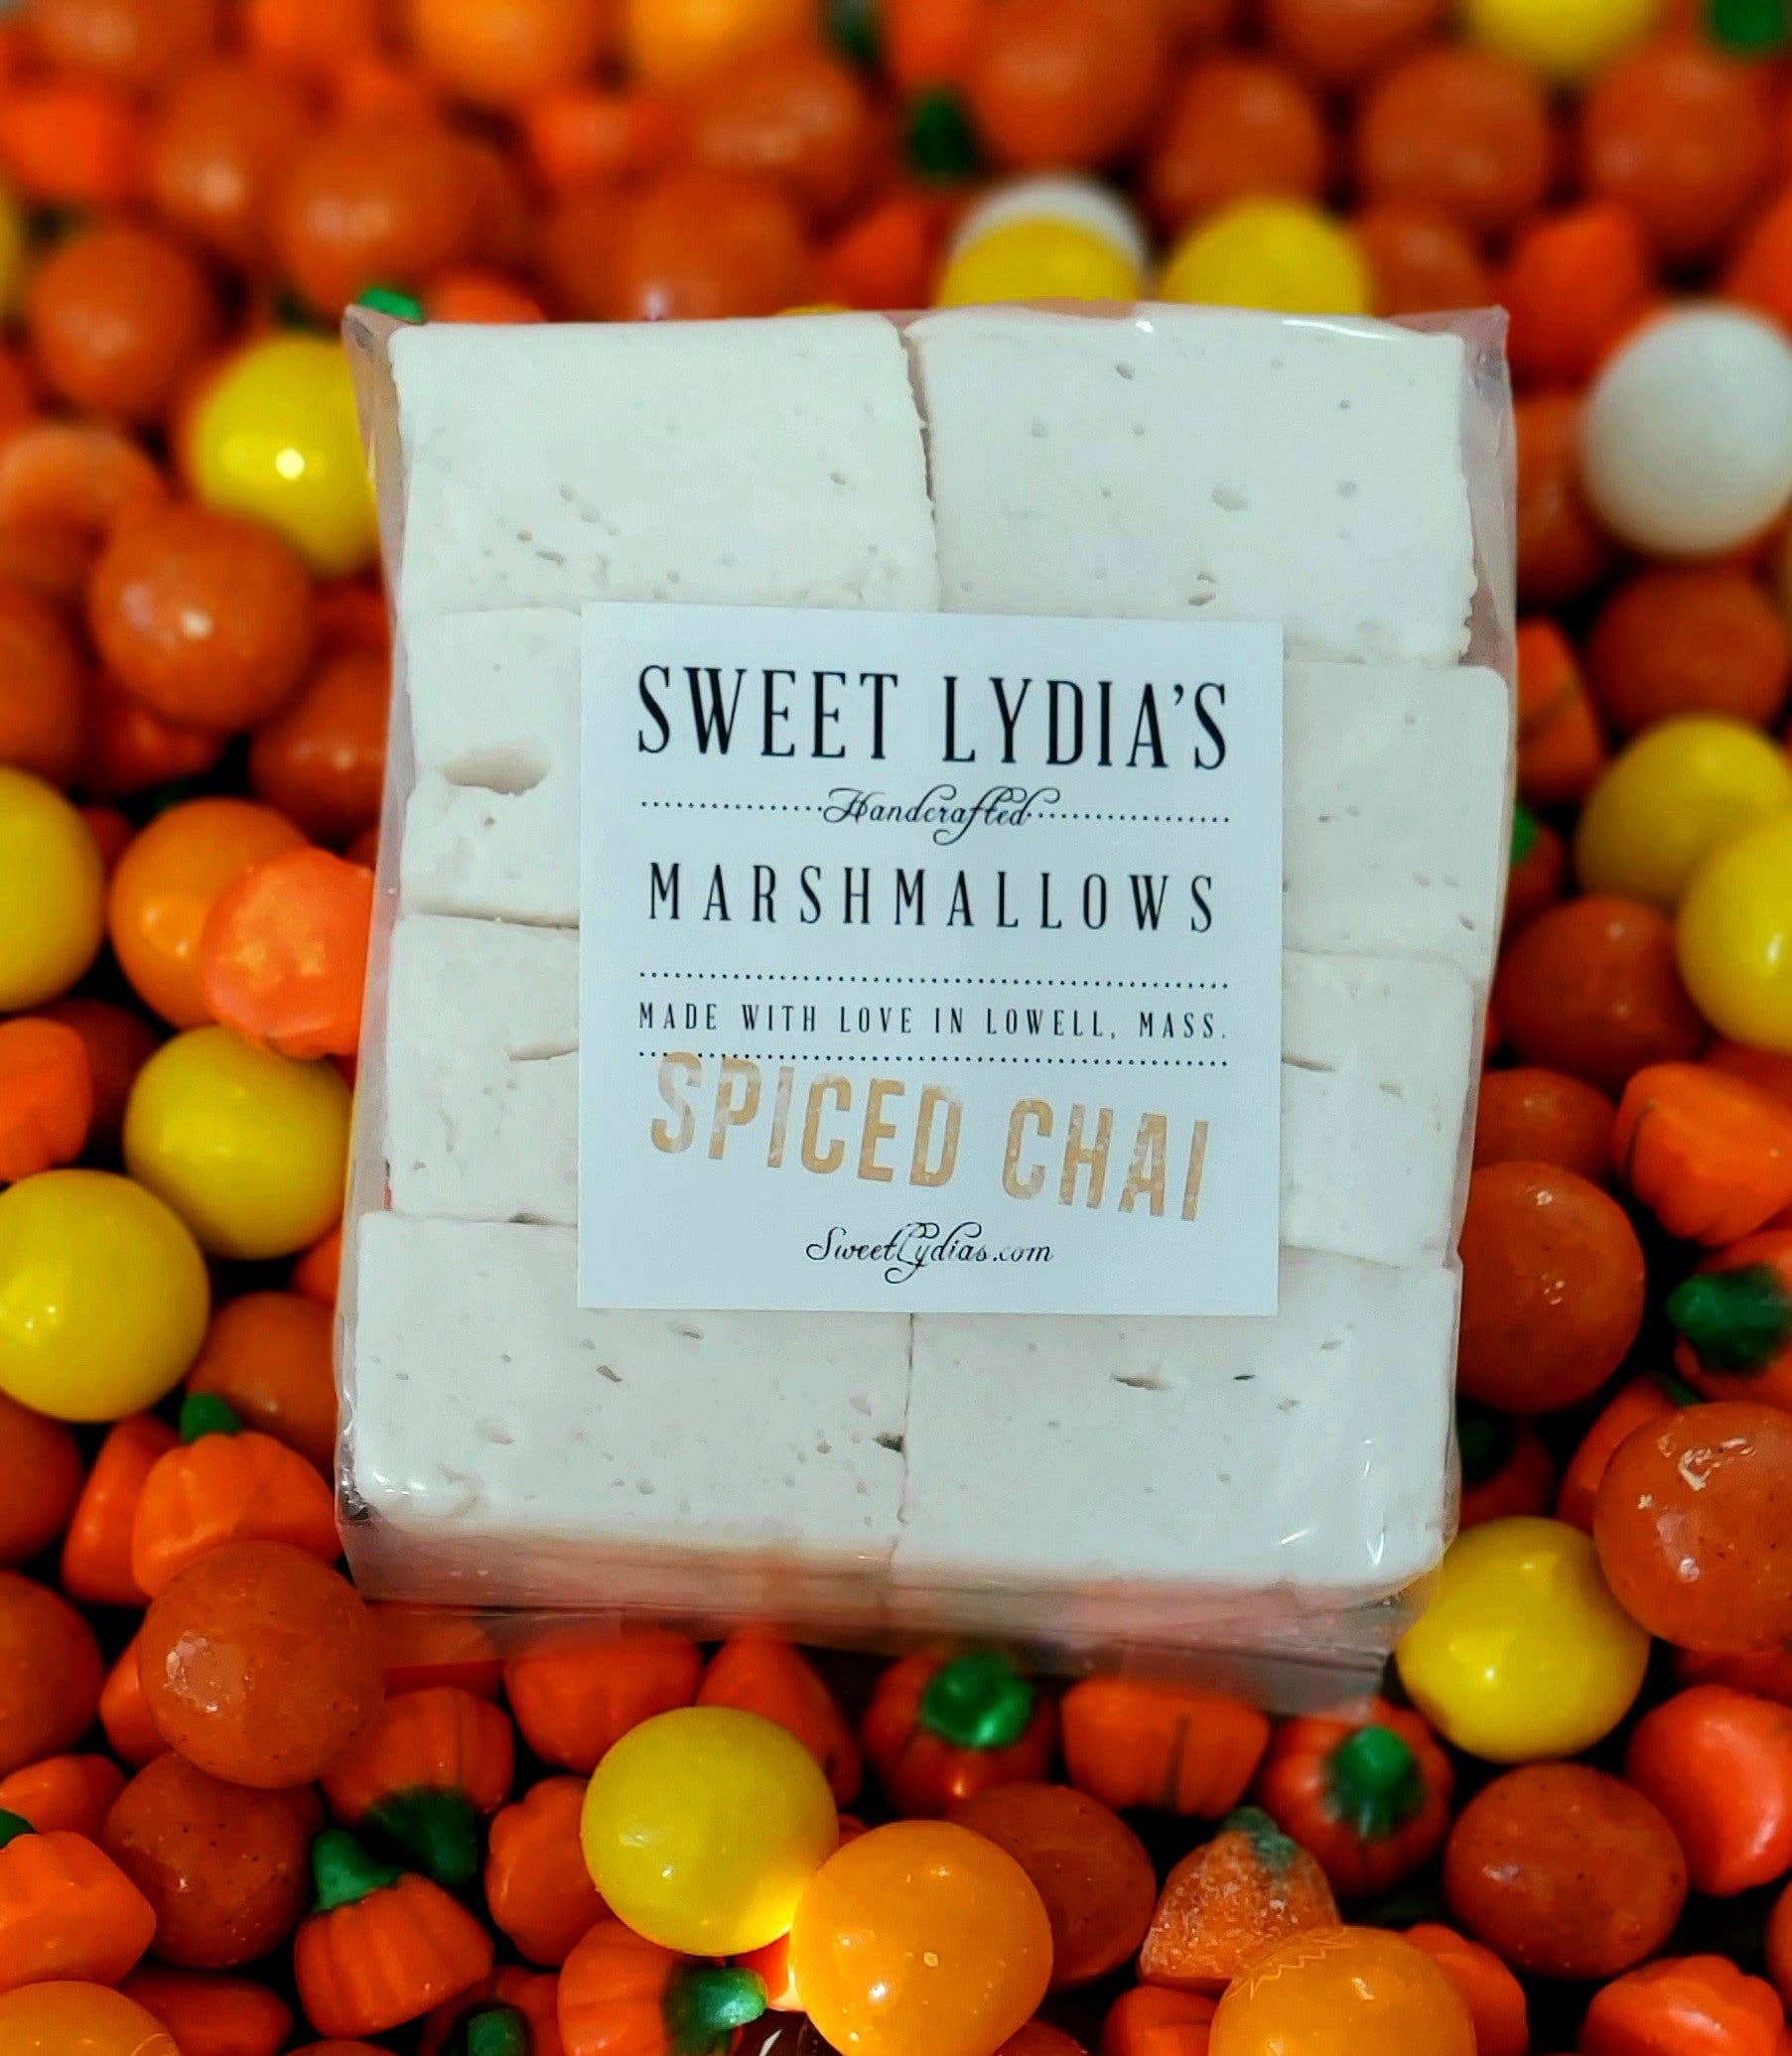 SWEET LYDIA'S
Handcrafted
MARSHMALLOWS
MADE WITH LOVE IN LOWELL, MASS.
SPICED CHAI
SweetLydias.com